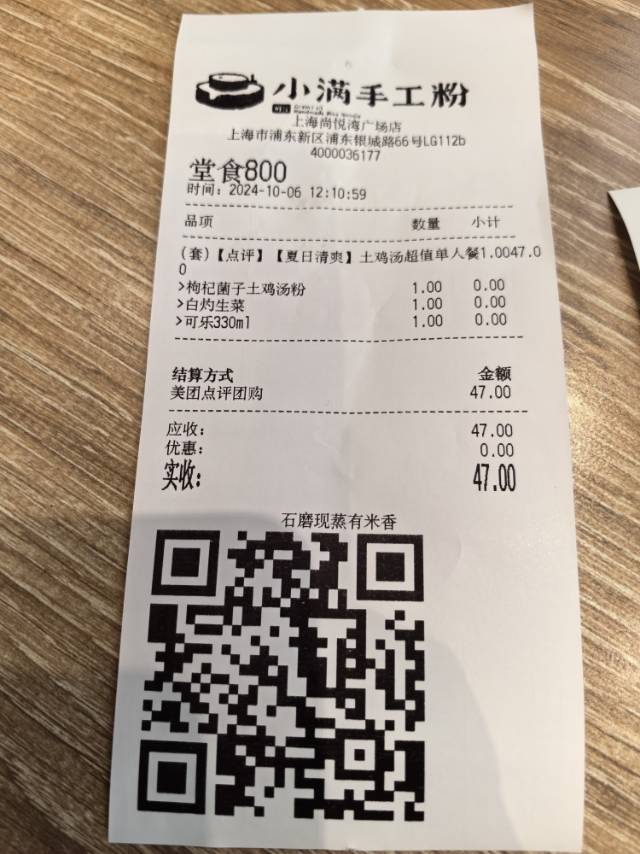 小满手工粉
Handmade Rice Noodle
上海尚悦湾广场店
上海市浦东新区浦东银城路66号LG112b
4000036177
堂食800
时间：2024-10-06 12:10:59
品项 数量 小计
(套)【点评】【夏日清爽】土鸡汤超值单人餐1.0047.0
0
>枸杞菌子土鸡汤粉 1.00 0.00
>白灼生菜 1.00 0.00
>可乐330ml 1.00 0.00
结算方式 金额
美团点评团购 47.00
应收： 47.00
优惠： 0.00
实收： 47.00
石磨现蒸有米香